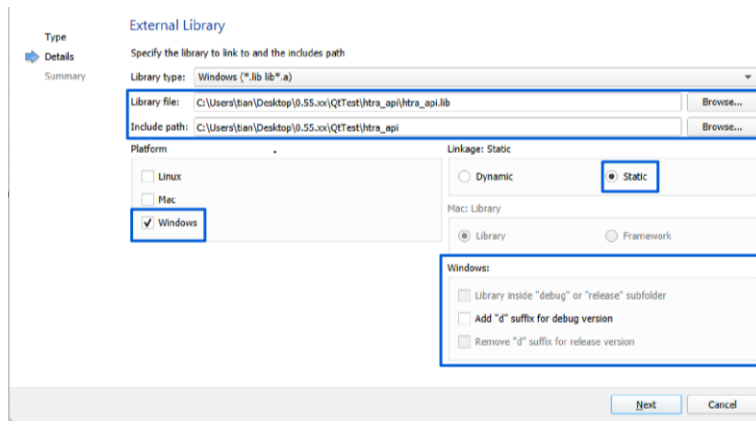 External Library
Type
Details
Summary
Specify the library to link to and the includes path
Library type: Windows (*.lib lib*.a)
Library file: C:\Users\tian\Desktop\0.55.xx\QtTest\htra_api\htra_api.lib Browse...
Include path: C:\Users\tian\Desktop\0.55.xx\QtTest\htra_api Browse...
Platform
Linux
Mac
Windows
Linkage: Static
Dynamic Static
Mac: Library
Library Framework
Windows:
Library inside "debug" or "release" subfolder
Add "d" suffix for debug version
Remove "d" suffix for release version
Next Cancel